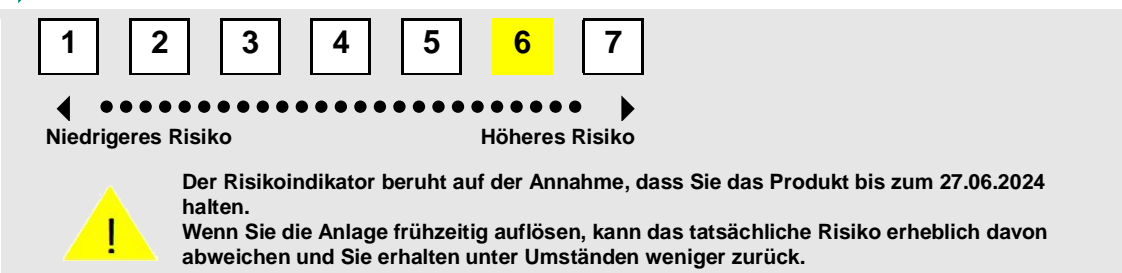 1 2 3 4 5 6 7
Niedrigeres Risiko Höheres Risiko
Der Risikoindikator beruht auf der Annahme, dass Sie das Produkt bis zum 27.06.2024
halten.
!
Wenn Sie die Anlage frühzeitig auflösen, kann das tatsächliche Risiko erheblich davon
abweichen und Sie erhalten unter Umständen weniger zurück.